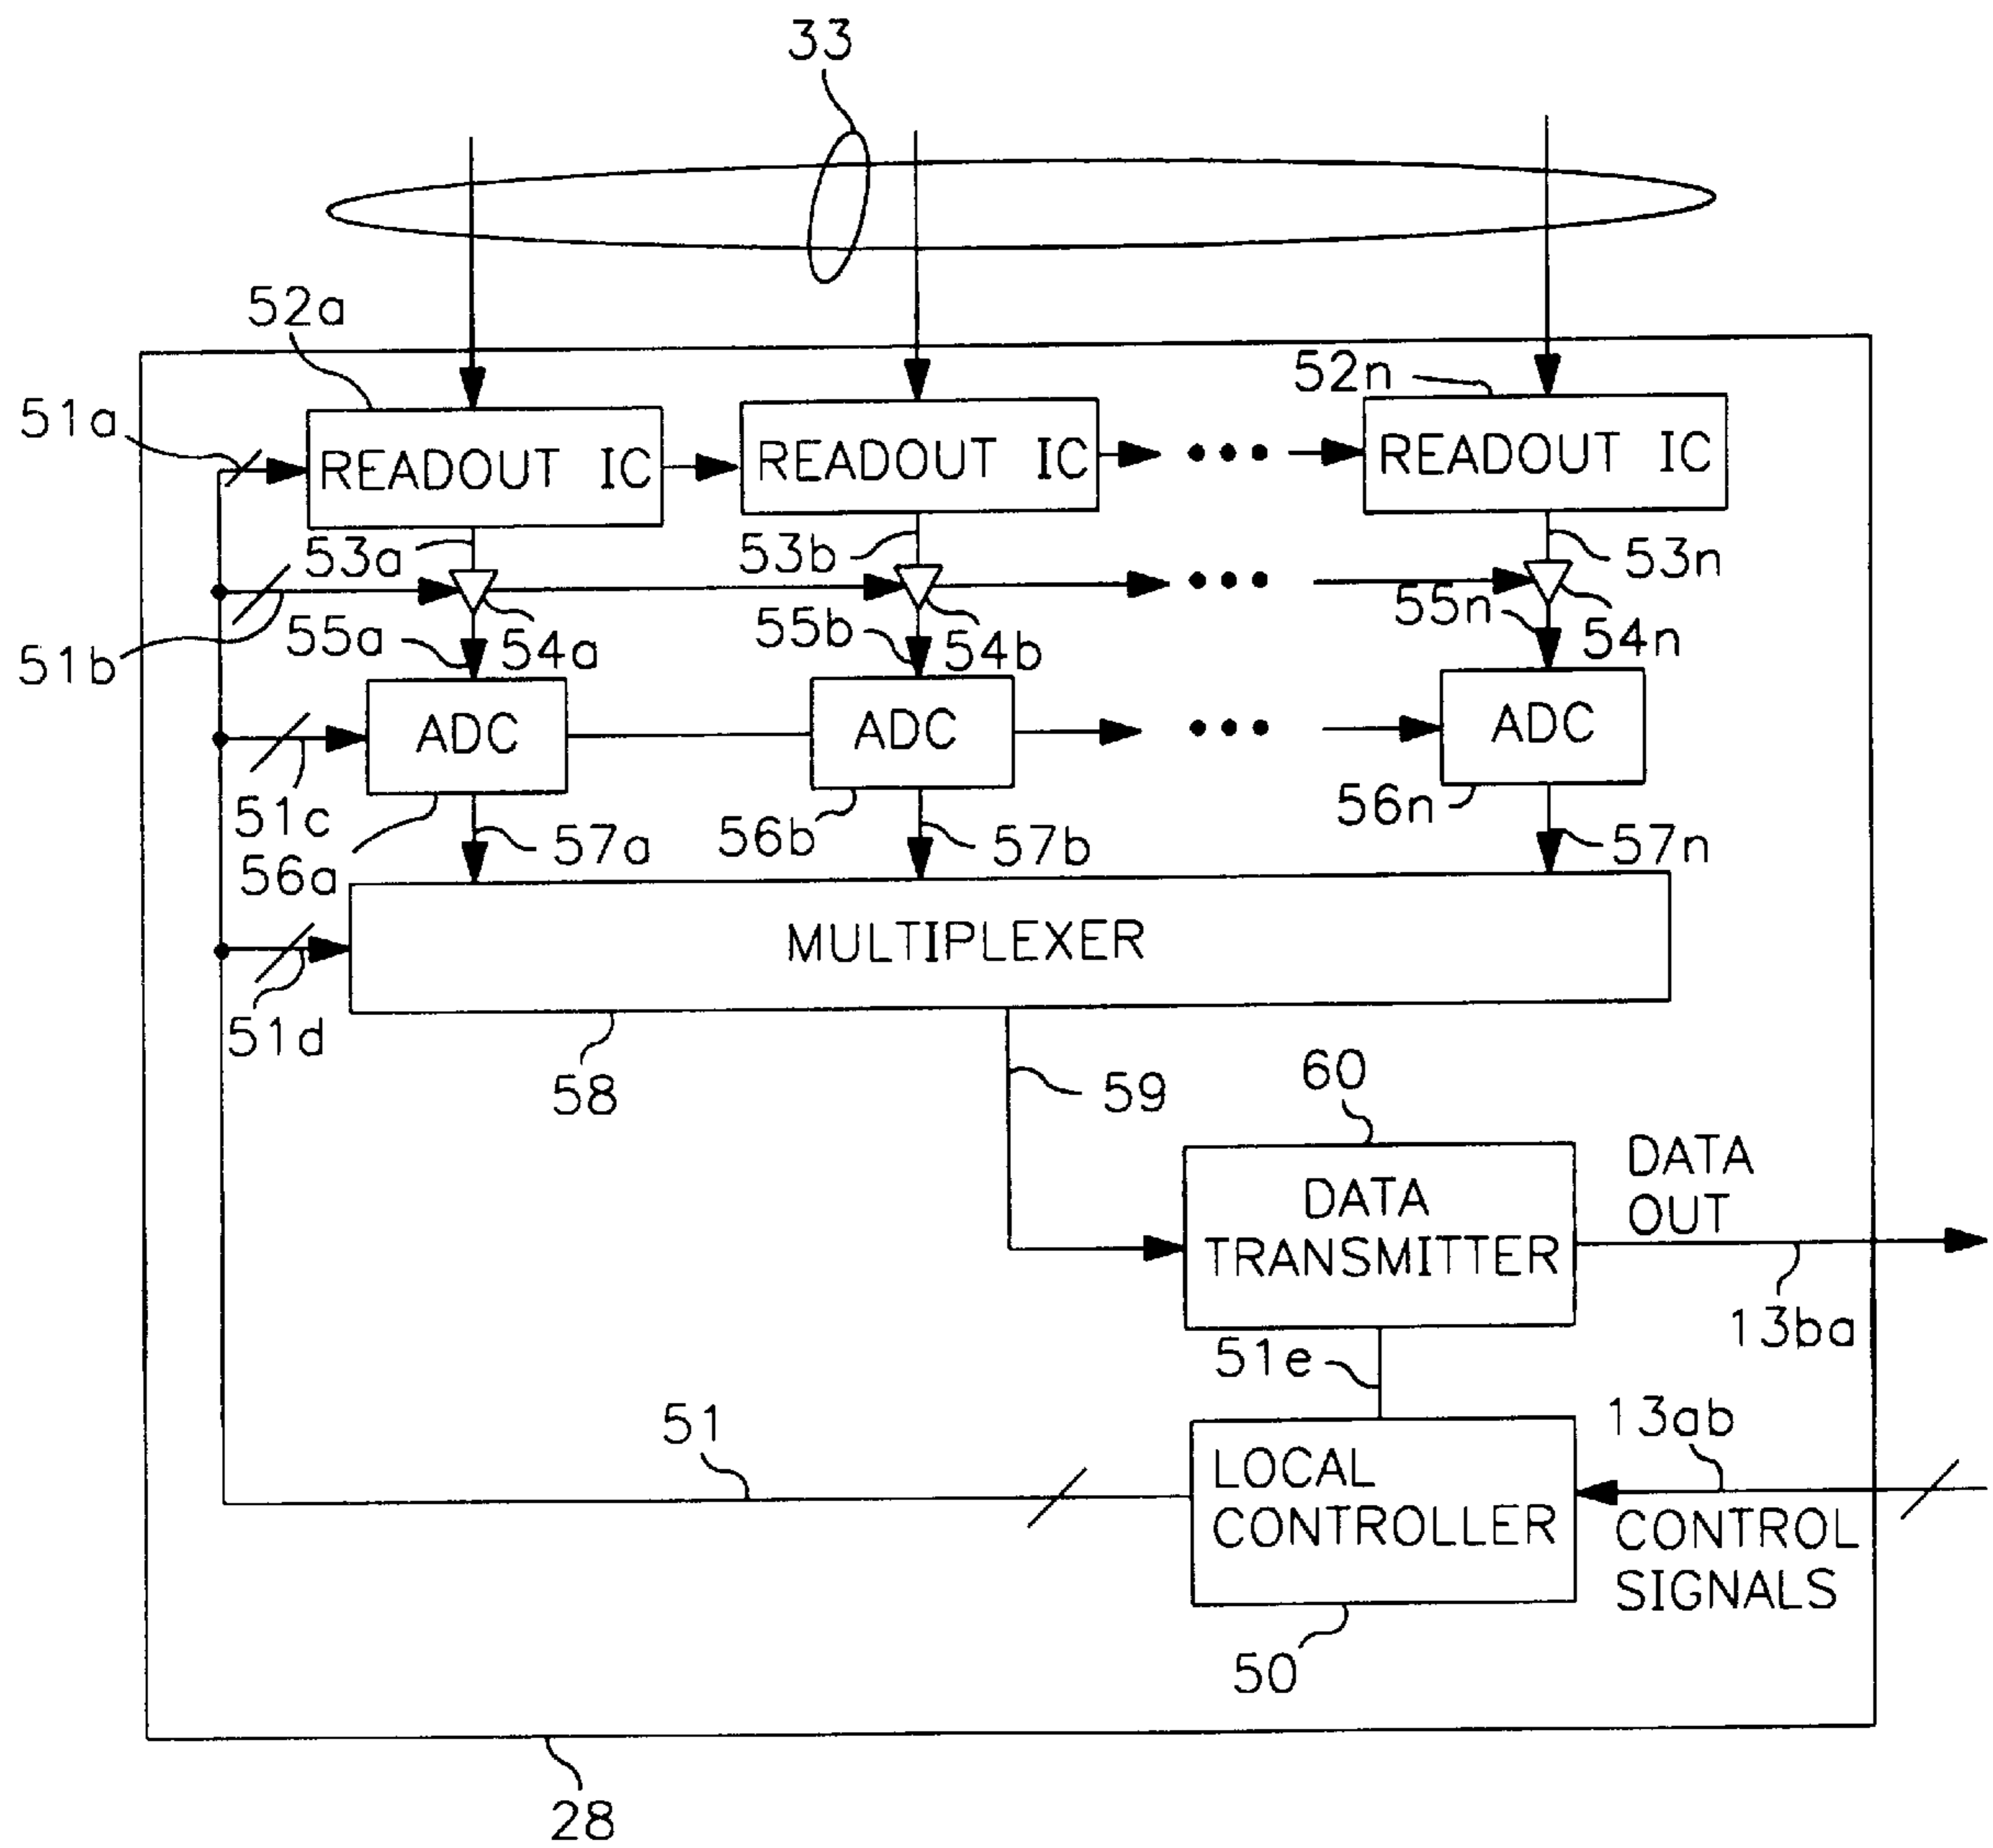 33
52a
52n
51a
READOUT IC
READOUT IC
READOUT IC
53a
53b
53n
51b
55a
54a
55b
54b
55n
54n
ADC
ADC
ADC
51c
56a
57a
56b
57b
56n
57n
MULTIPLEXER
51d
58
59
60
DATA
TRANSMITTER
DATA
OUT
13ba
51e
51
13ab
LOCAL
CONTROLLER
CONTROL
SIGNALS
50
28